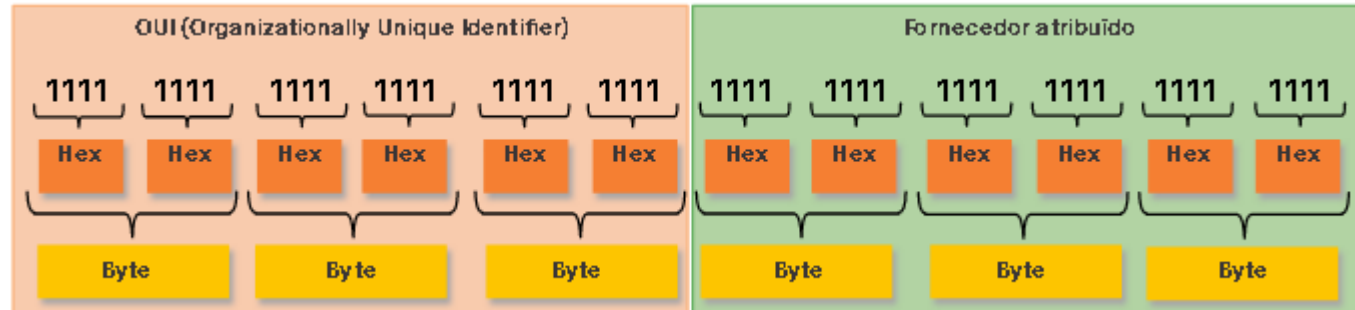 OUI (Organizationally Unique Identifier) Fornecedor atribuído
1111 1111 1111 1111 1111 1111 1111 1111 1111 1111 1111 1111
Hex Hex Hex Hex Hex Hex Hex Hex Hex Hex Hex Hex
Byte Byte Byte Byte Byte Byte